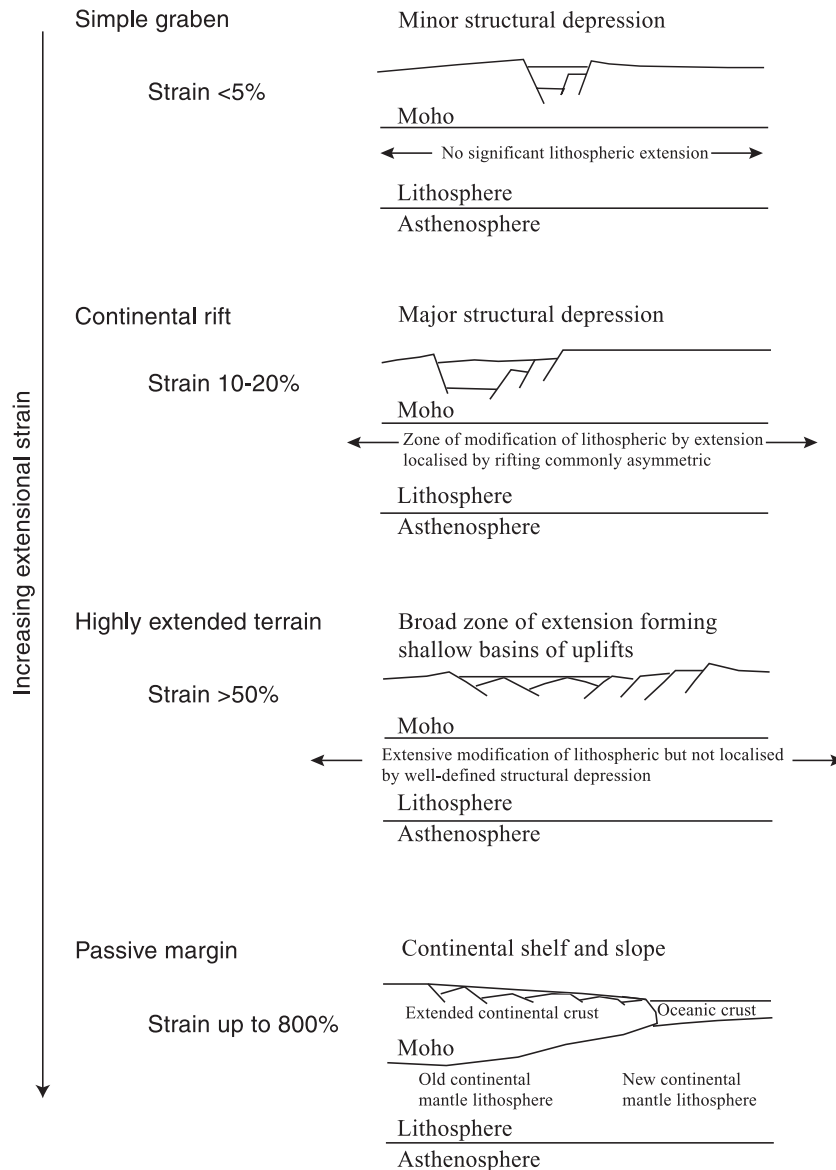 Simple graben
Minor structural depression
Strain <5%
Moho
No significant lithospheric extension
Lithosphere
Asthenosphere
Continental rift
Major structural depression
Strain 10-20%
Moho
Zone of modification of lithospheric by extension
localised by rifting commonly asymmetric
Lithosphere
Asthenosphere
Increasing extensional strain
Highly extended terrain
Broad zone of extension forming
shallow basins of uplifts
Strain >50%
Moho
Extensive modification of lithospheric but not localised
by well-defined structural depression
Lithosphere
Asthenosphere
Passive margin
Continental shelf and slope
Strain up to 800%
Extended continental crust
Oceanic crust
Moho
Old continental
mantle lithosphere
New continental
mantle lithosphere
Lithosphere
Asthenosphere